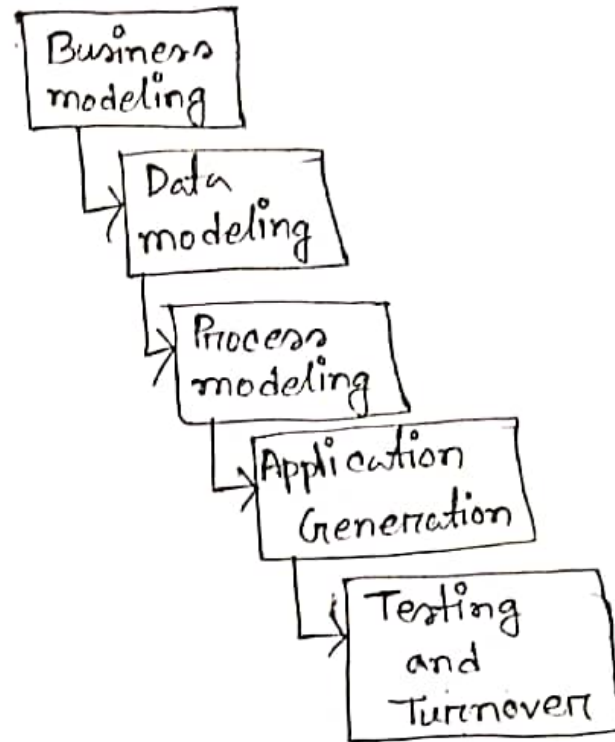 Business
modeling
Data
modeling
Process
modeling
Application
Generation
Testing
and
Turnover